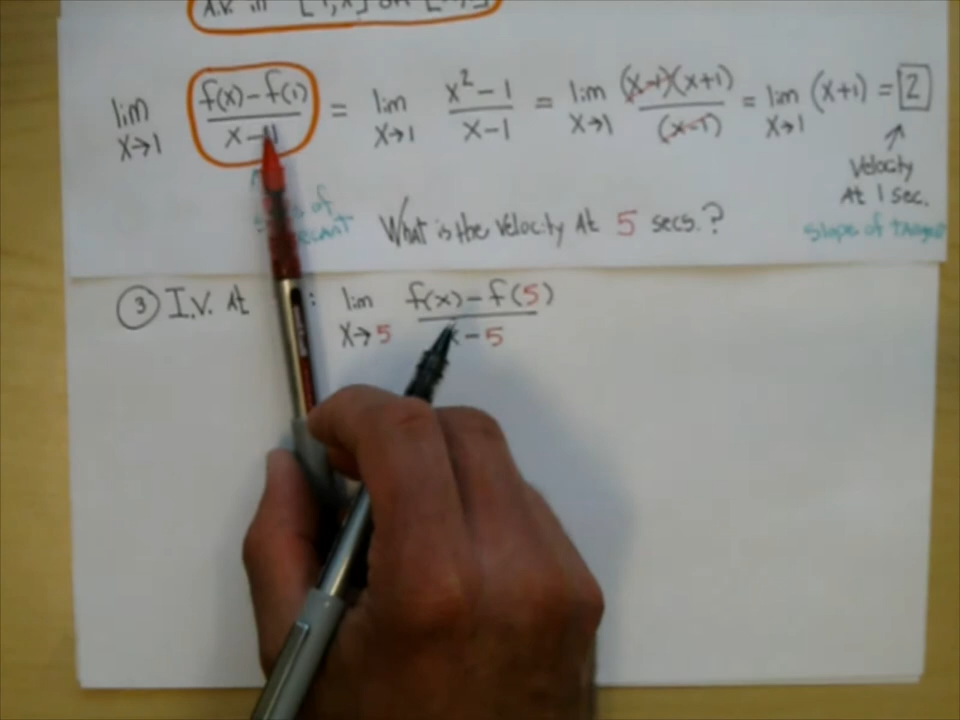 A.V. in
lim x→1 (f(x) − f(1))/(x − 1) = lim x→1 (x² − 1)/(x − 1) = lim x→1 ((x−1)(x+1))/(x−1) = lim x→1 (x+1) = 2
Velocity
At 1 sec.
Slope of tangent
of
What is the Velocity At 5 secs.?
③ I.V. At : lim x→5 (f(x) − f(5))/(x − 5)